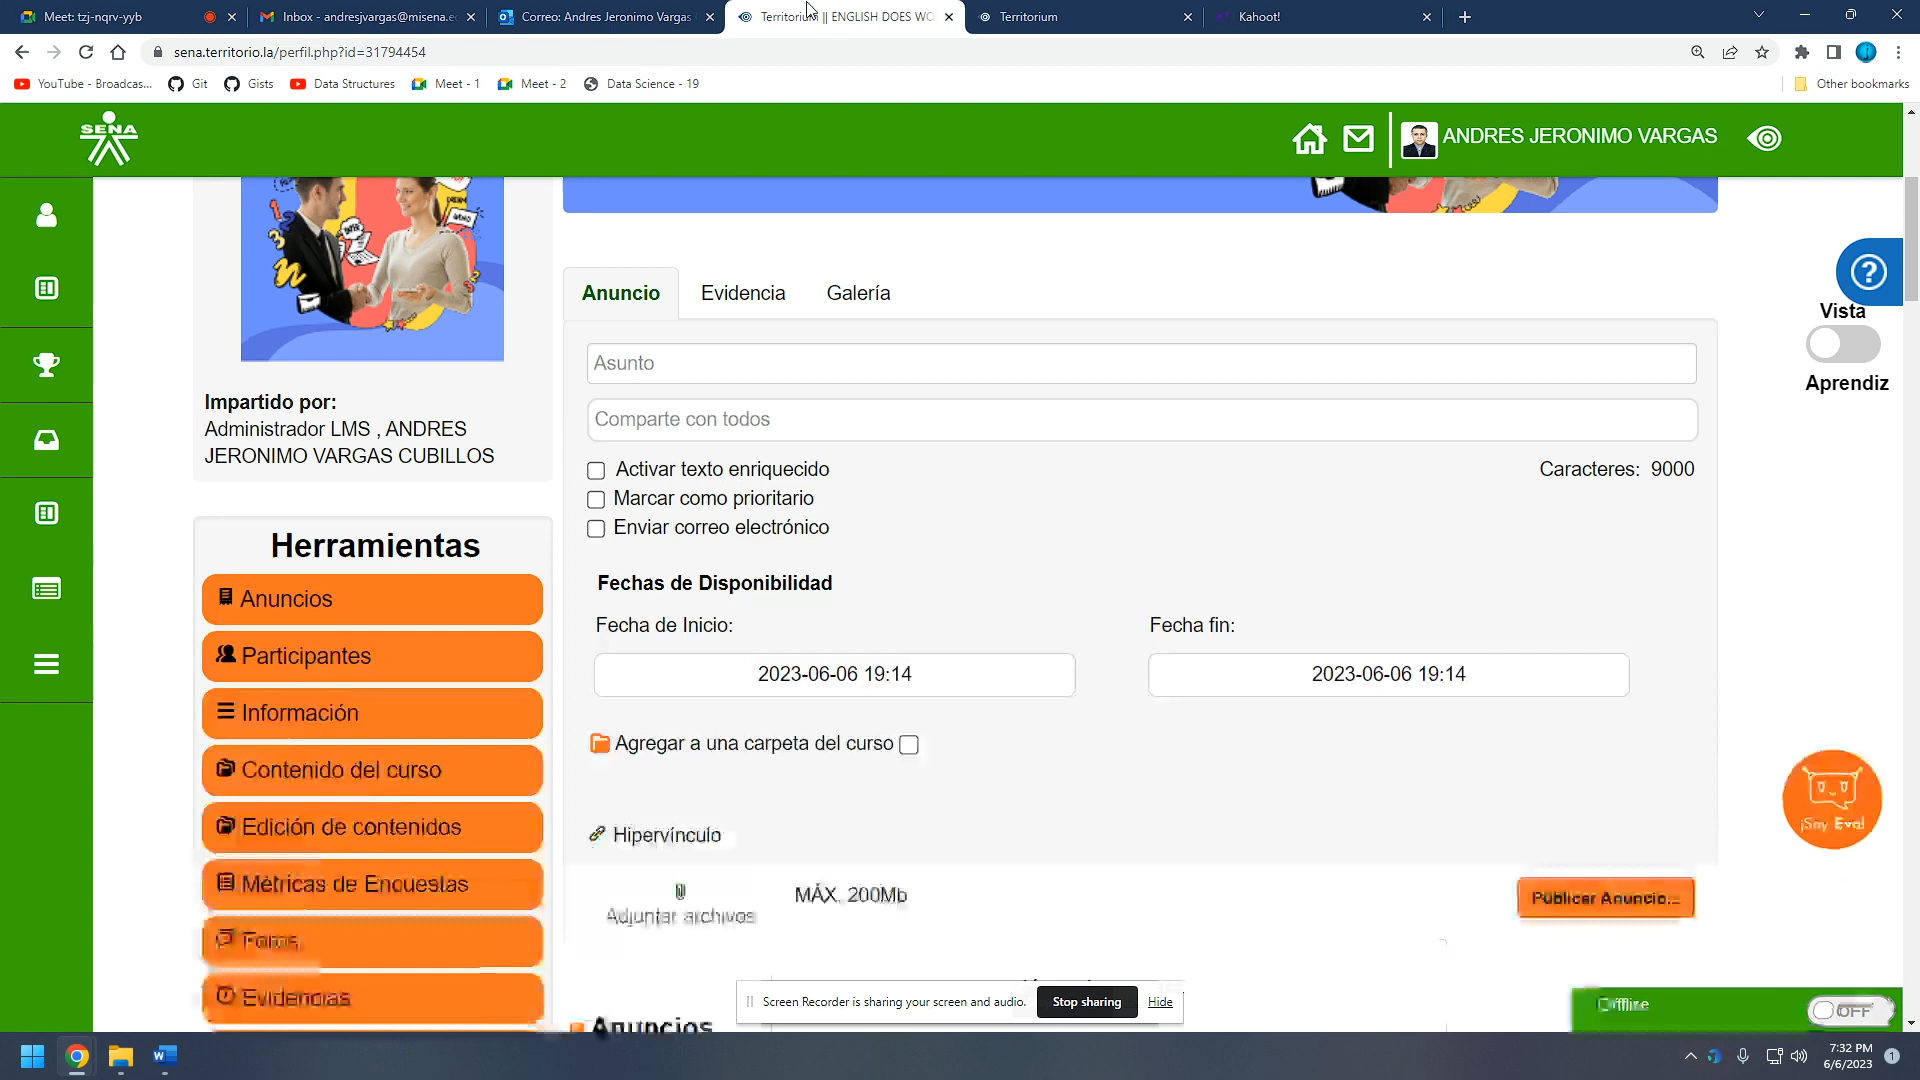 Meet: tzj-nqrv-yyb
Inbox - andresjvargas@misena.e
Correo: Andres Jeronimo Vargas
Territorium || ENGLISH DOES WO
Territorium
Kahoot!
sena.territorio.la/perfil.php?id=31794454
YouTube - Broadcas...
Git
Gists
Data Structures
Meet - 1
Meet - 2
Data Science - 19
Other bookmarks
SENA
ANDRES JERONIMO VARGAS
Anuncio
Evidencia
Galería
Vista
Aprendiz
Asunto
Comparte con todos
Impartido por:
Administrador LMS , ANDRES
JERONIMO VARGAS CUBILLOS
Activar texto enriquecido
Caracteres: 9000
Marcar como prioritario
Enviar correo electrónico
Herramientas
Anuncios
Participantes
Información
Contenido del curso
Edición de contenidos
Métricas de Encuestas
Foros
Evidencias
Fechas de Disponibilidad
Fecha de Inicio:
Fecha fin:
2023-06-06 19:14
2023-06-06 19:14
Agregar a una carpeta del curso
Hipervínculo
Adjuntar archivos
MÁX. 200Mb
Publicar Anuncio...
¡Soy Eva!
Anuncios
Screen Recorder is sharing your screen and audio.
Stop sharing
Hide
Offline
OFF
7:32 PM
6/6/2023
1